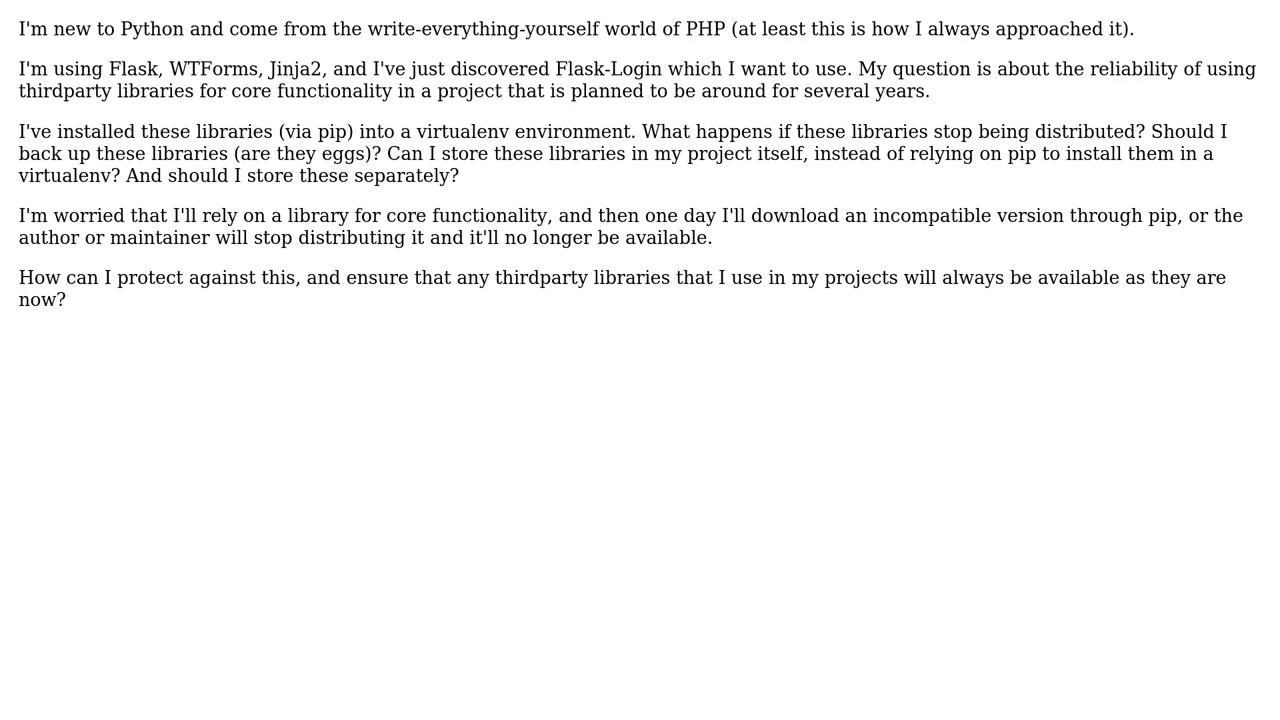 I'm new to Python and come from the write-everything-yourself world of PHP (at least this is how I always approached it).
I'm using Flask, WTForms, Jinja2, and I've just discovered Flask-Login which I want to use. My question is about the reliability of using
thirdparty libraries for core functionality in a project that is planned to be around for several years.
I've installed these libraries (via pip) into a virtualenv environment. What happens if these libraries stop being distributed? Should I
back up these libraries (are they eggs)? Can I store these libraries in my project itself, instead of relying on pip to install them in a
virtualenv? And should I store these separately?
I'm worried that I'll rely on a library for core functionality, and then one day I'll download an incompatible version through pip, or the
author or maintainer will stop distributing it and it'll no longer be available.
How can I protect against this, and ensure that any thirdparty libraries that I use in my projects will always be available as they are
now?